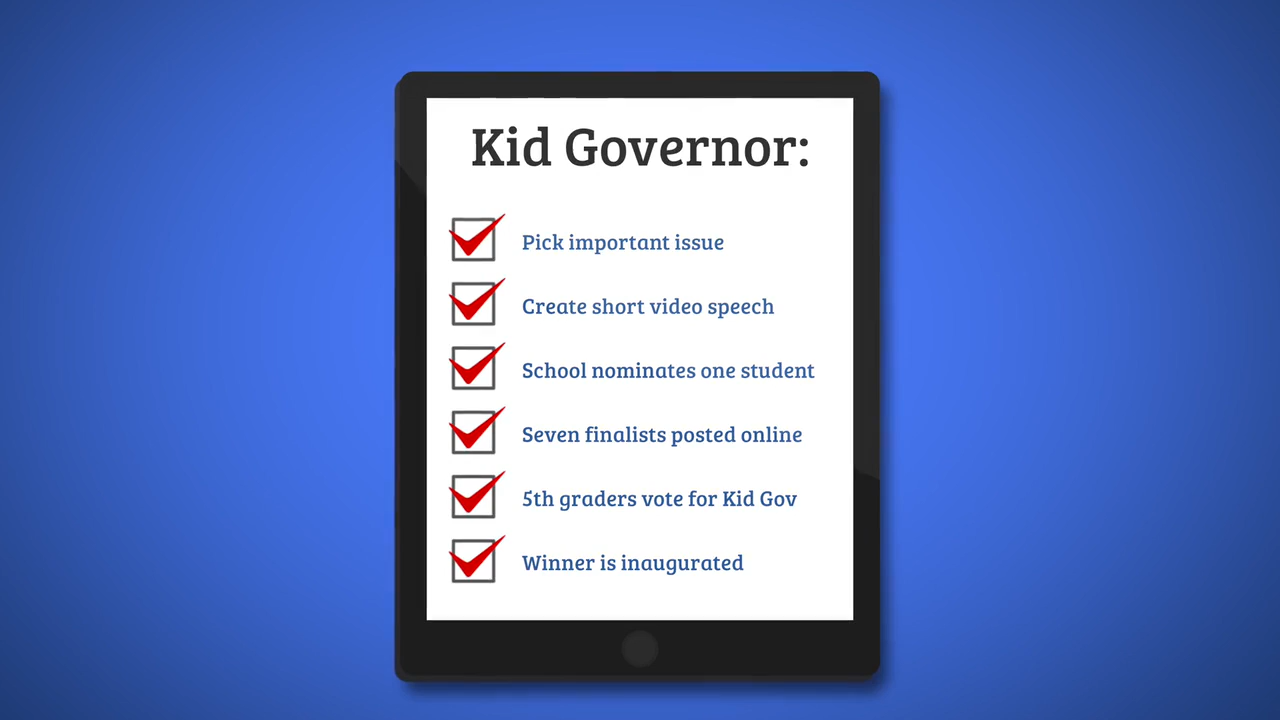 Kid Governor:
Pick important issue
Create short video speech
School nominates one student
Seven finalists posted online
5th graders vote for Kid Gov
Winner is inaugurated